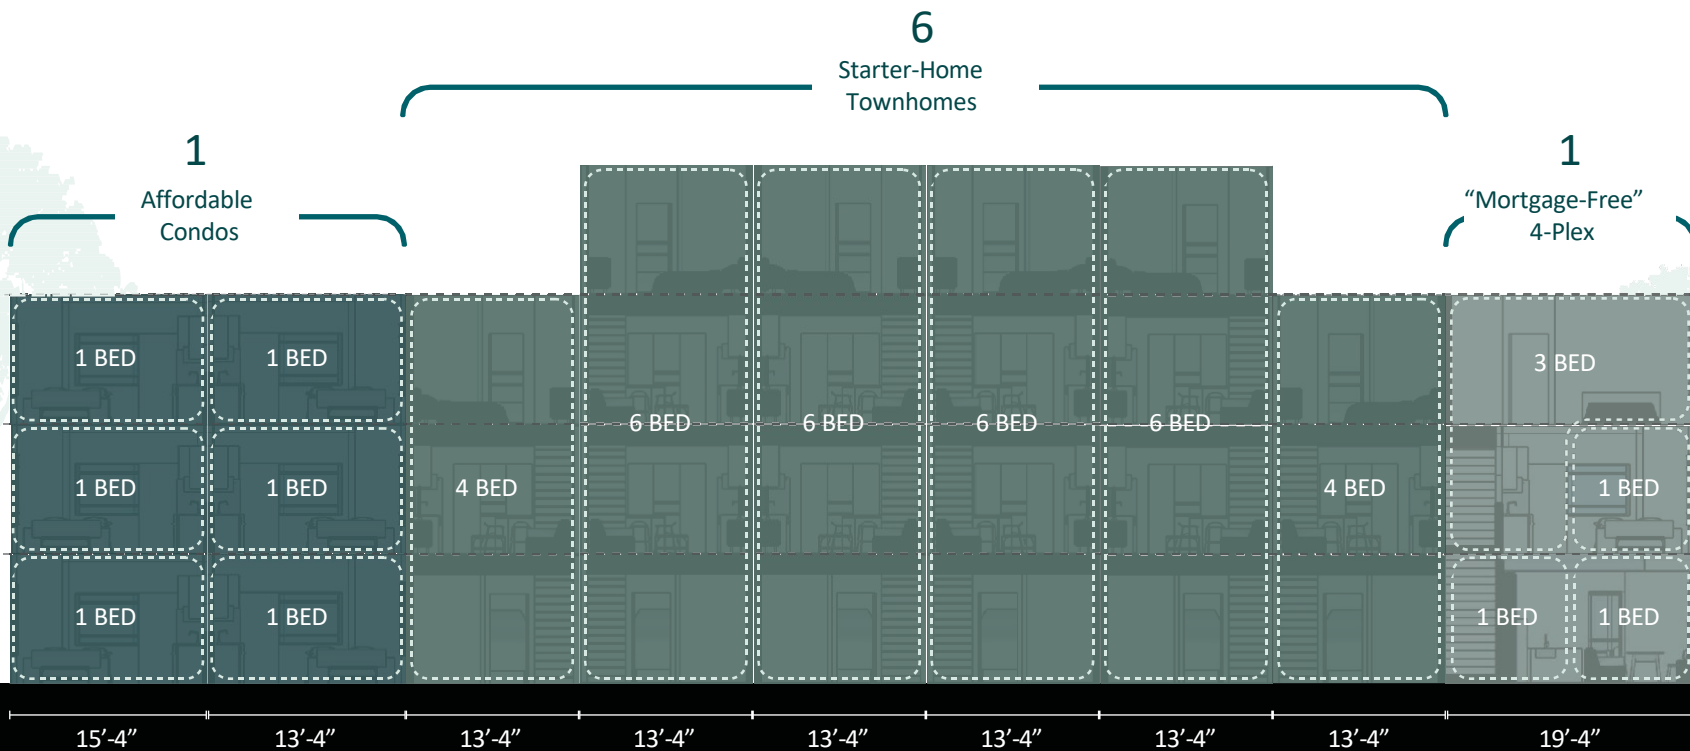 6
Starter-Home
Townhomes
1
Affordable
Condos
1
“Mortgage-Free”
4-Plex
1 BED
1 BED
3 BED
6 BED
6 BED
6 BED
6 BED
1 BED
1 BED
4 BED
4 BED
1 BED
1 BED
1 BED
1 BED
1 BED
15’-4”
13’-4”
13’-4”
13’-4”
13’-4”
13’-4”
13’-4”
13’-4”
19’-4”